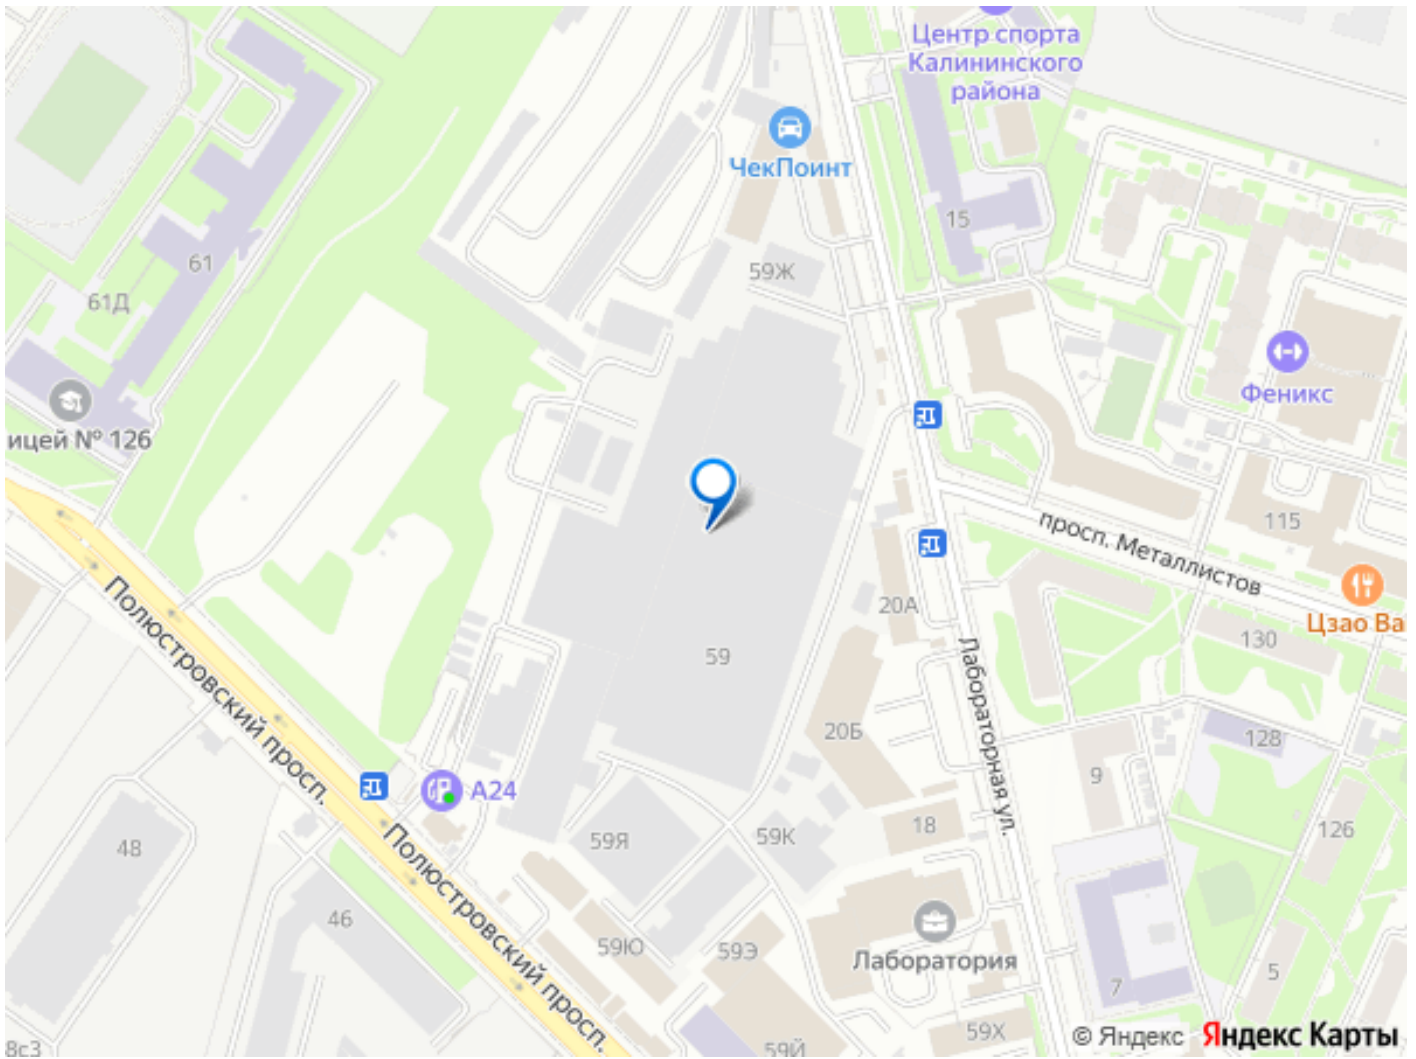 Центр спорта
Калининского
района
ЧекПоинт
15
59Ж
61
61Д
Феникс
ицей № 126
115
просп. Металлистов
Цзао Ва
20А
130
59
Полюстровский просп.
Лабораторная ул.
20Б
128
9
А24
18
126
59Я
59К
48
Полюстровский просп.
46
59Ю
59Э
Лаборатория
5
7
59Х
8с3
59Й
© Яндекс Яндекс Карты